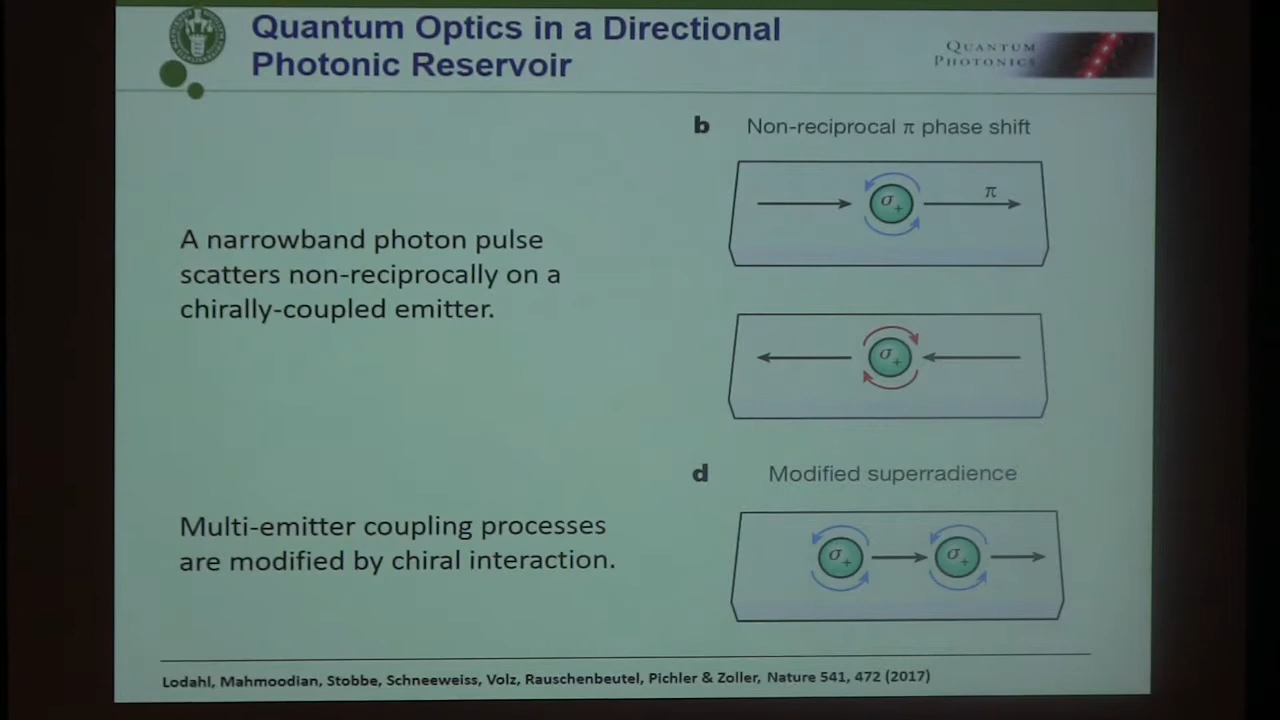 Quantum Optics in a Directional
Photonic Reservoir
QUANTUM
PHOTONICS
b Non-reciprocal π phase shift
σ+
π
A narrowband photon pulse
scatters non-reciprocally on a
chirally-coupled emitter.
σ+
d Modified superradience
Multi-emitter coupling processes
are modified by chiral interaction.
σ+ σ+
Lodahl, Mahmoodian, Stobbe, Schneeweiss, Volz, Rauschenbeutel, Pichler & Zoller, Nature 541, 472 (2017)